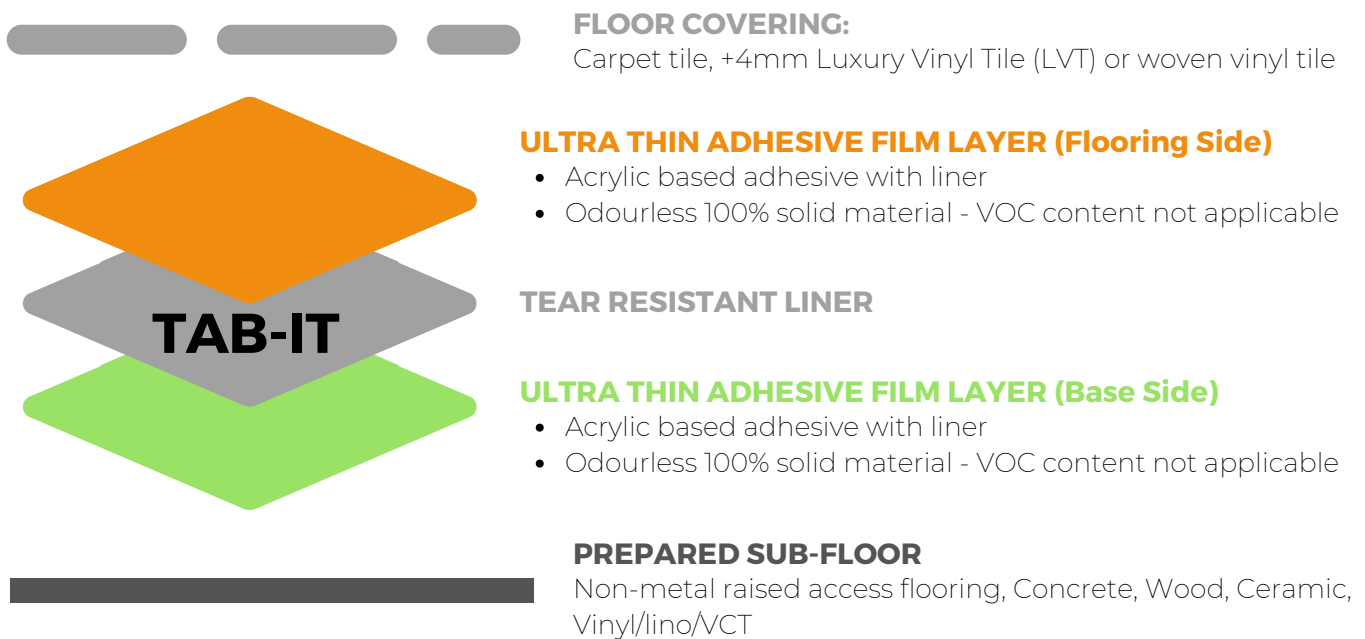 FLOOR COVERING:
Carpet tile, +4mm Luxury Vinyl Tile (LVT) or woven vinyl tile
ULTRA THIN ADHESIVE FILM LAYER (Flooring Side)
• Acrylic based adhesive with liner
• Odourless 100% solid material - VOC content not applicable
TAB-IT
TEAR RESISTANT LINER
ULTRA THIN ADHESIVE FILM LAYER (Base Side)
• Acrylic based adhesive with liner
• Odourless 100% solid material - VOC content not applicable
PREPARED SUB-FLOOR
Non-metal raised access flooring, Concrete, Wood, Ceramic,
Vinyl/lino/VCT